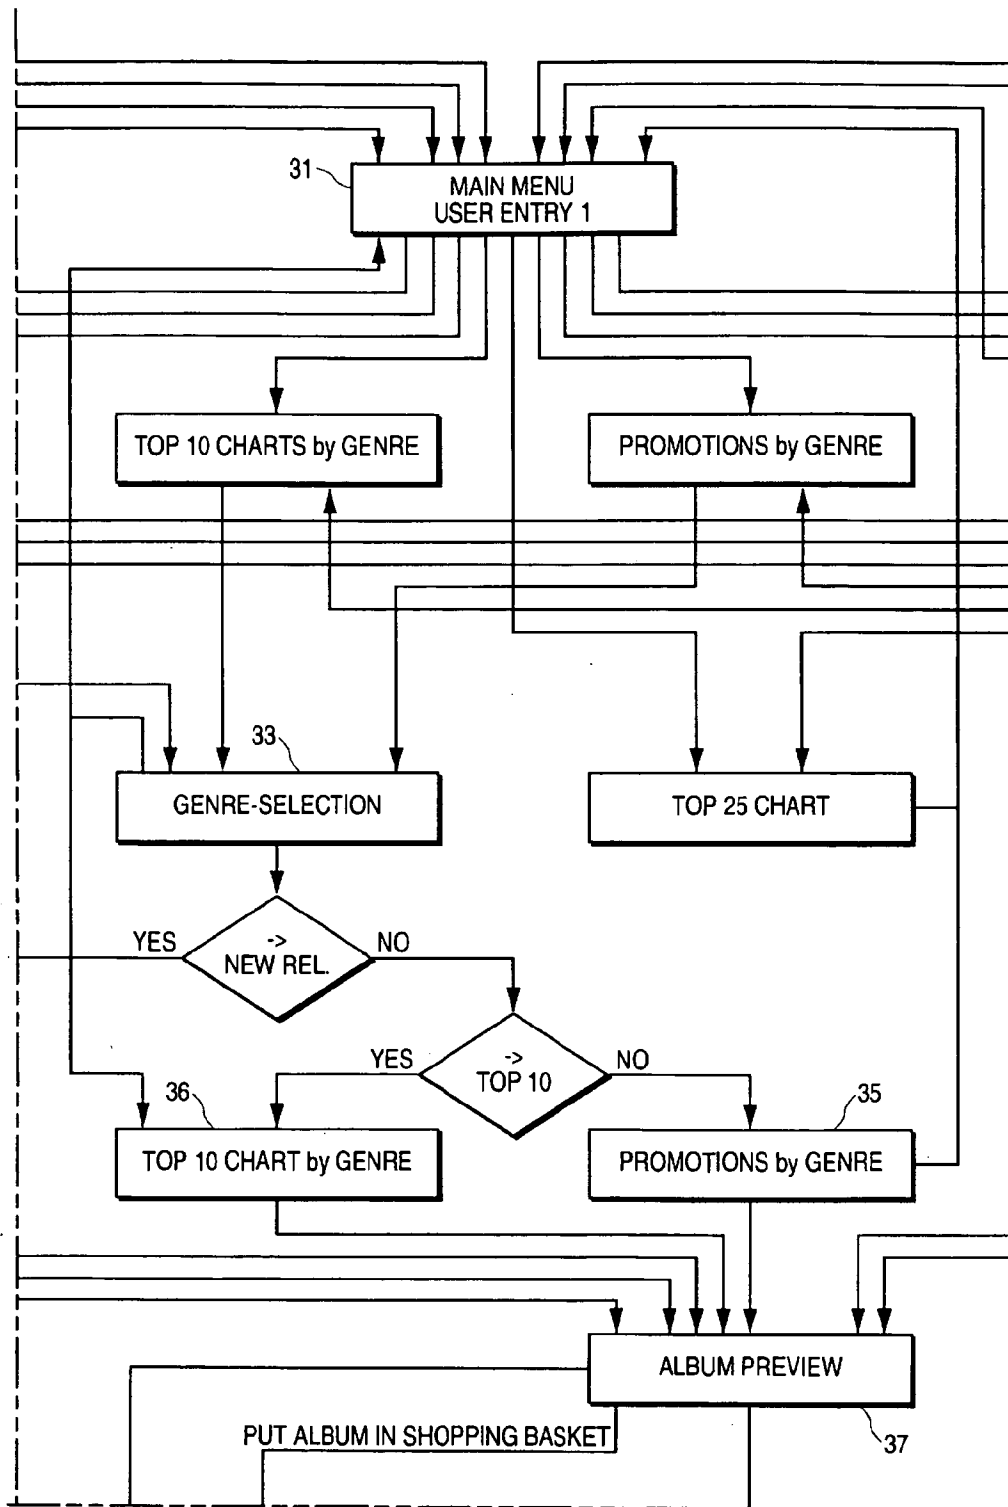 31
MAIN MENU
USER ENTRY 1
TOP 10 CHARTS by GENRE
PROMOTIONS by GENRE
33
GENRE-SELECTION
TOP 25 CHART
YES
->
NEW REL.
NO
YES
->
TOP 10
NO
36
35
TOP 10 CHART by GENRE
PROMOTIONS by GENRE
ALBUM PREVIEW
PUT ALBUM IN SHOPPING BASKET
37